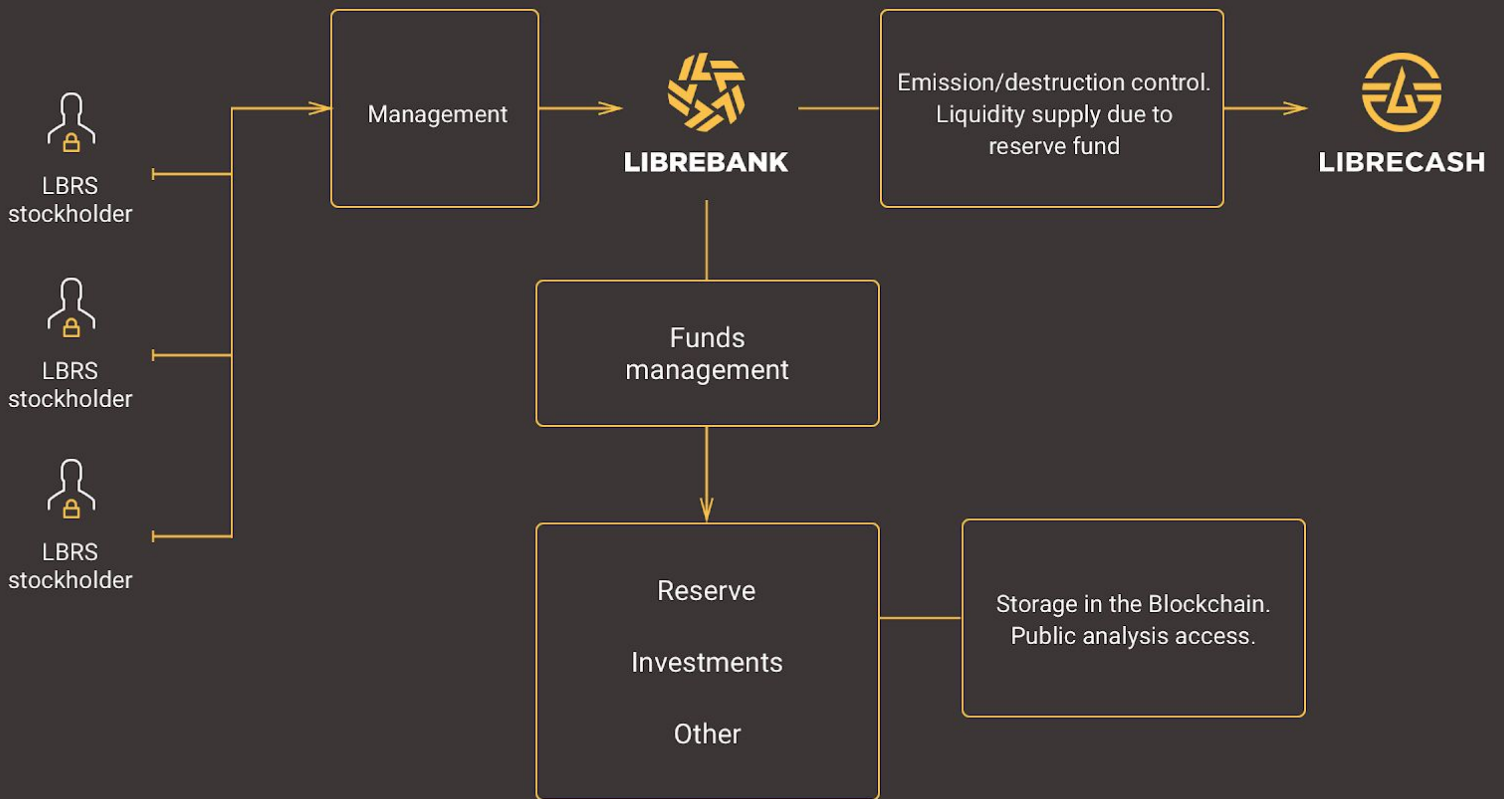 LBRS
stockholder
LBRS
stockholder
LBRS
stockholder
Management
LIBREBANK
Emission/destruction control.
Liquidity supply due to
reserve fund
LIBRECASH
Funds
management
Reserve
Investments
Other
Storage in the Blockchain.
Public analysis access.